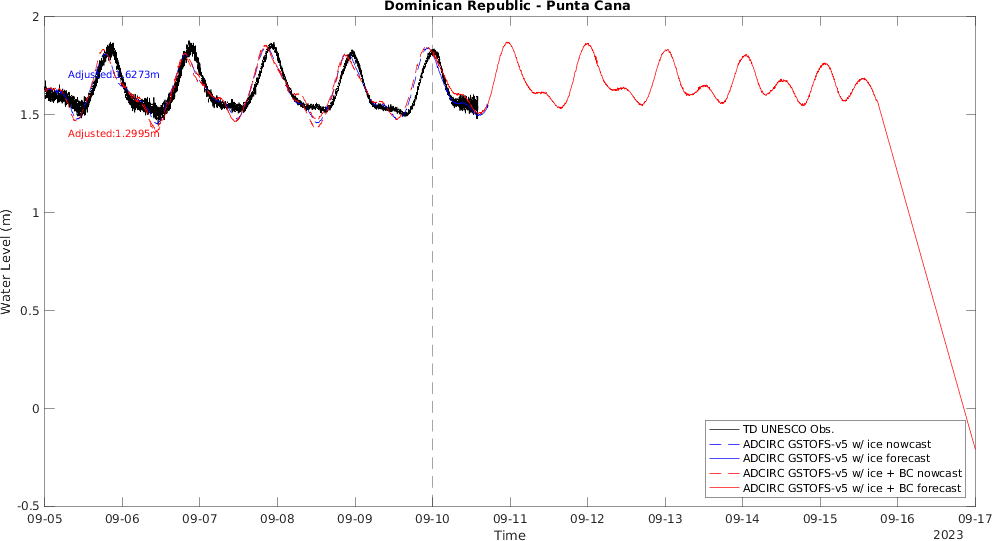 Dominican Republic - Punta Cana
2
1.5
1
0.5
0
-0.5
Water Level (m)
Adjusted:1.6273m
Adjusted:1.2995m
TD UNESCO Obs.
ADCIRC GSTOFS-v5 w/ ice nowcast
ADCIRC GSTOFS-v5 w/ ice forecast
ADCIRC GSTOFS-v5 w/ ice + BC nowcast
ADCIRC GSTOFS-v5 w/ ice + BC forecast
09-05 09-06 09-07 09-08 09-09 09-10 09-11 09-12 09-13 09-14 09-15 09-16 09-17
Time
2023